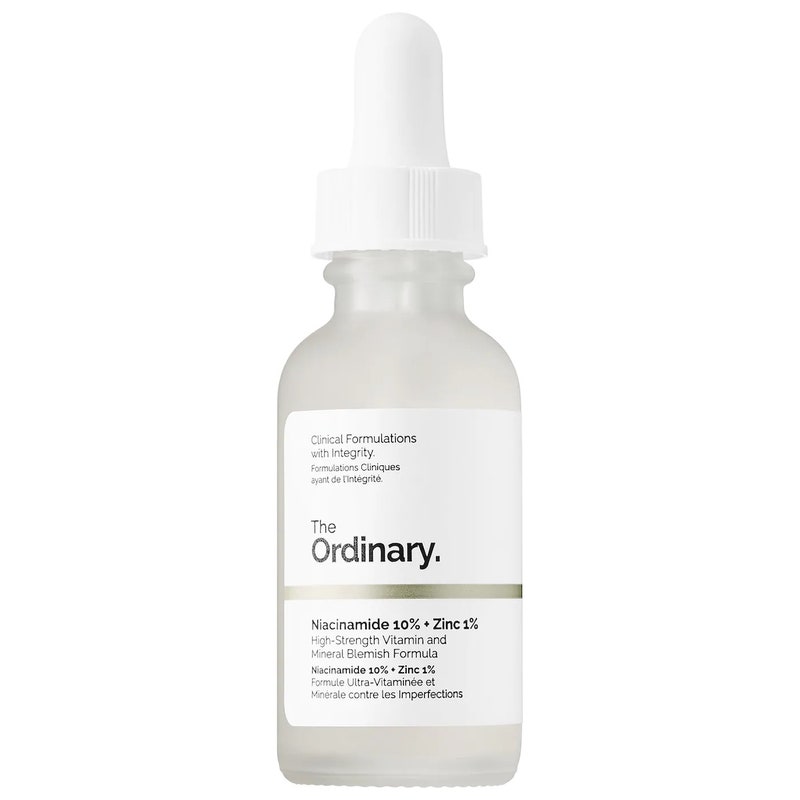 Clinical Formulations
with Integrity.
Formulations Cliniques
ayant de l'Intégrité.
The
Ordinary.
Niacinamide 10% + Zinc 1%
High-Strength Vitamin and
Mineral Blemish Formula
Niacinamide 10% + Zinc 1%
Formule Ultra-Vitaminée et
Minérale contre les Imperfections